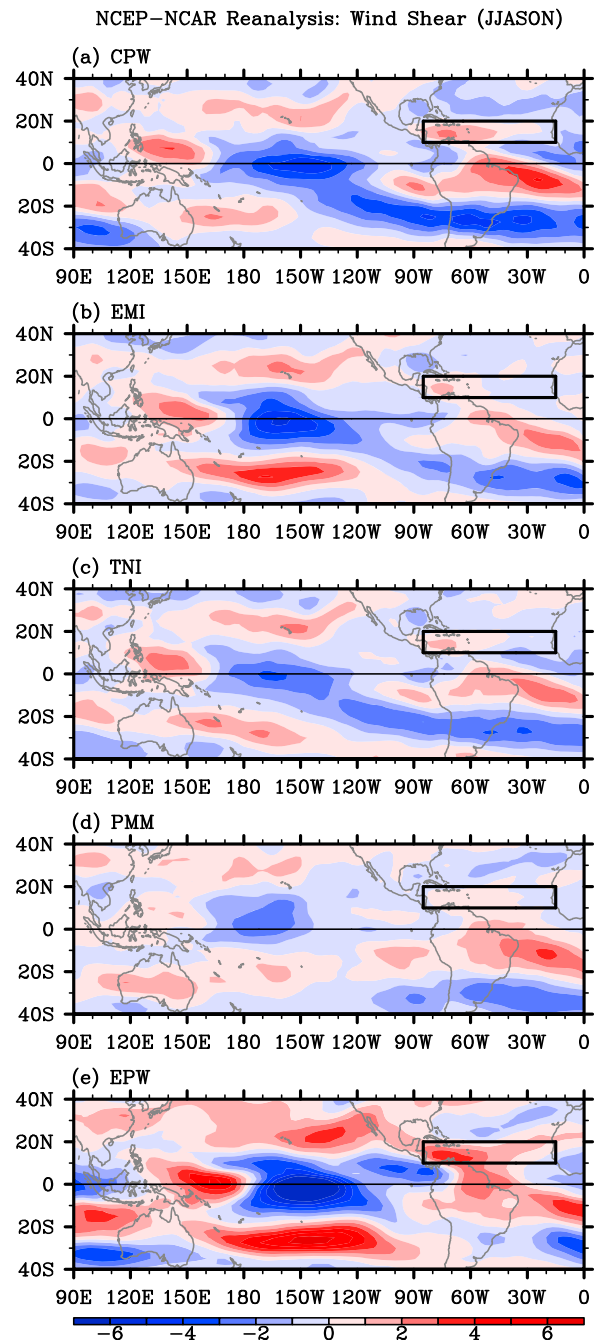 NCEP−NCAR Reanalysis: Wind Shear (JJASON)
(a) CPW
40N
20N
0
20S
40S
90E 120E 150E 180 150W 120W 90W 60W 30W 0
(b) EMI
40N
20N
0
20S
40S
90E 120E 150E 180 150W 120W 90W 60W 30W 0
(c) TNI
40N
20N
0
20S
40S
90E 120E 150E 180 150W 120W 90W 60W 30W 0
(d) PMM
40N
20N
0
20S
40S
90E 120E 150E 180 150W 120W 90W 60W 30W 0
(e) EPW
40N
20N
0
20S
40S
90E 120E 150E 180 150W 120W 90W 60W 30W 0
−6 −4 −2 0 2 4 6